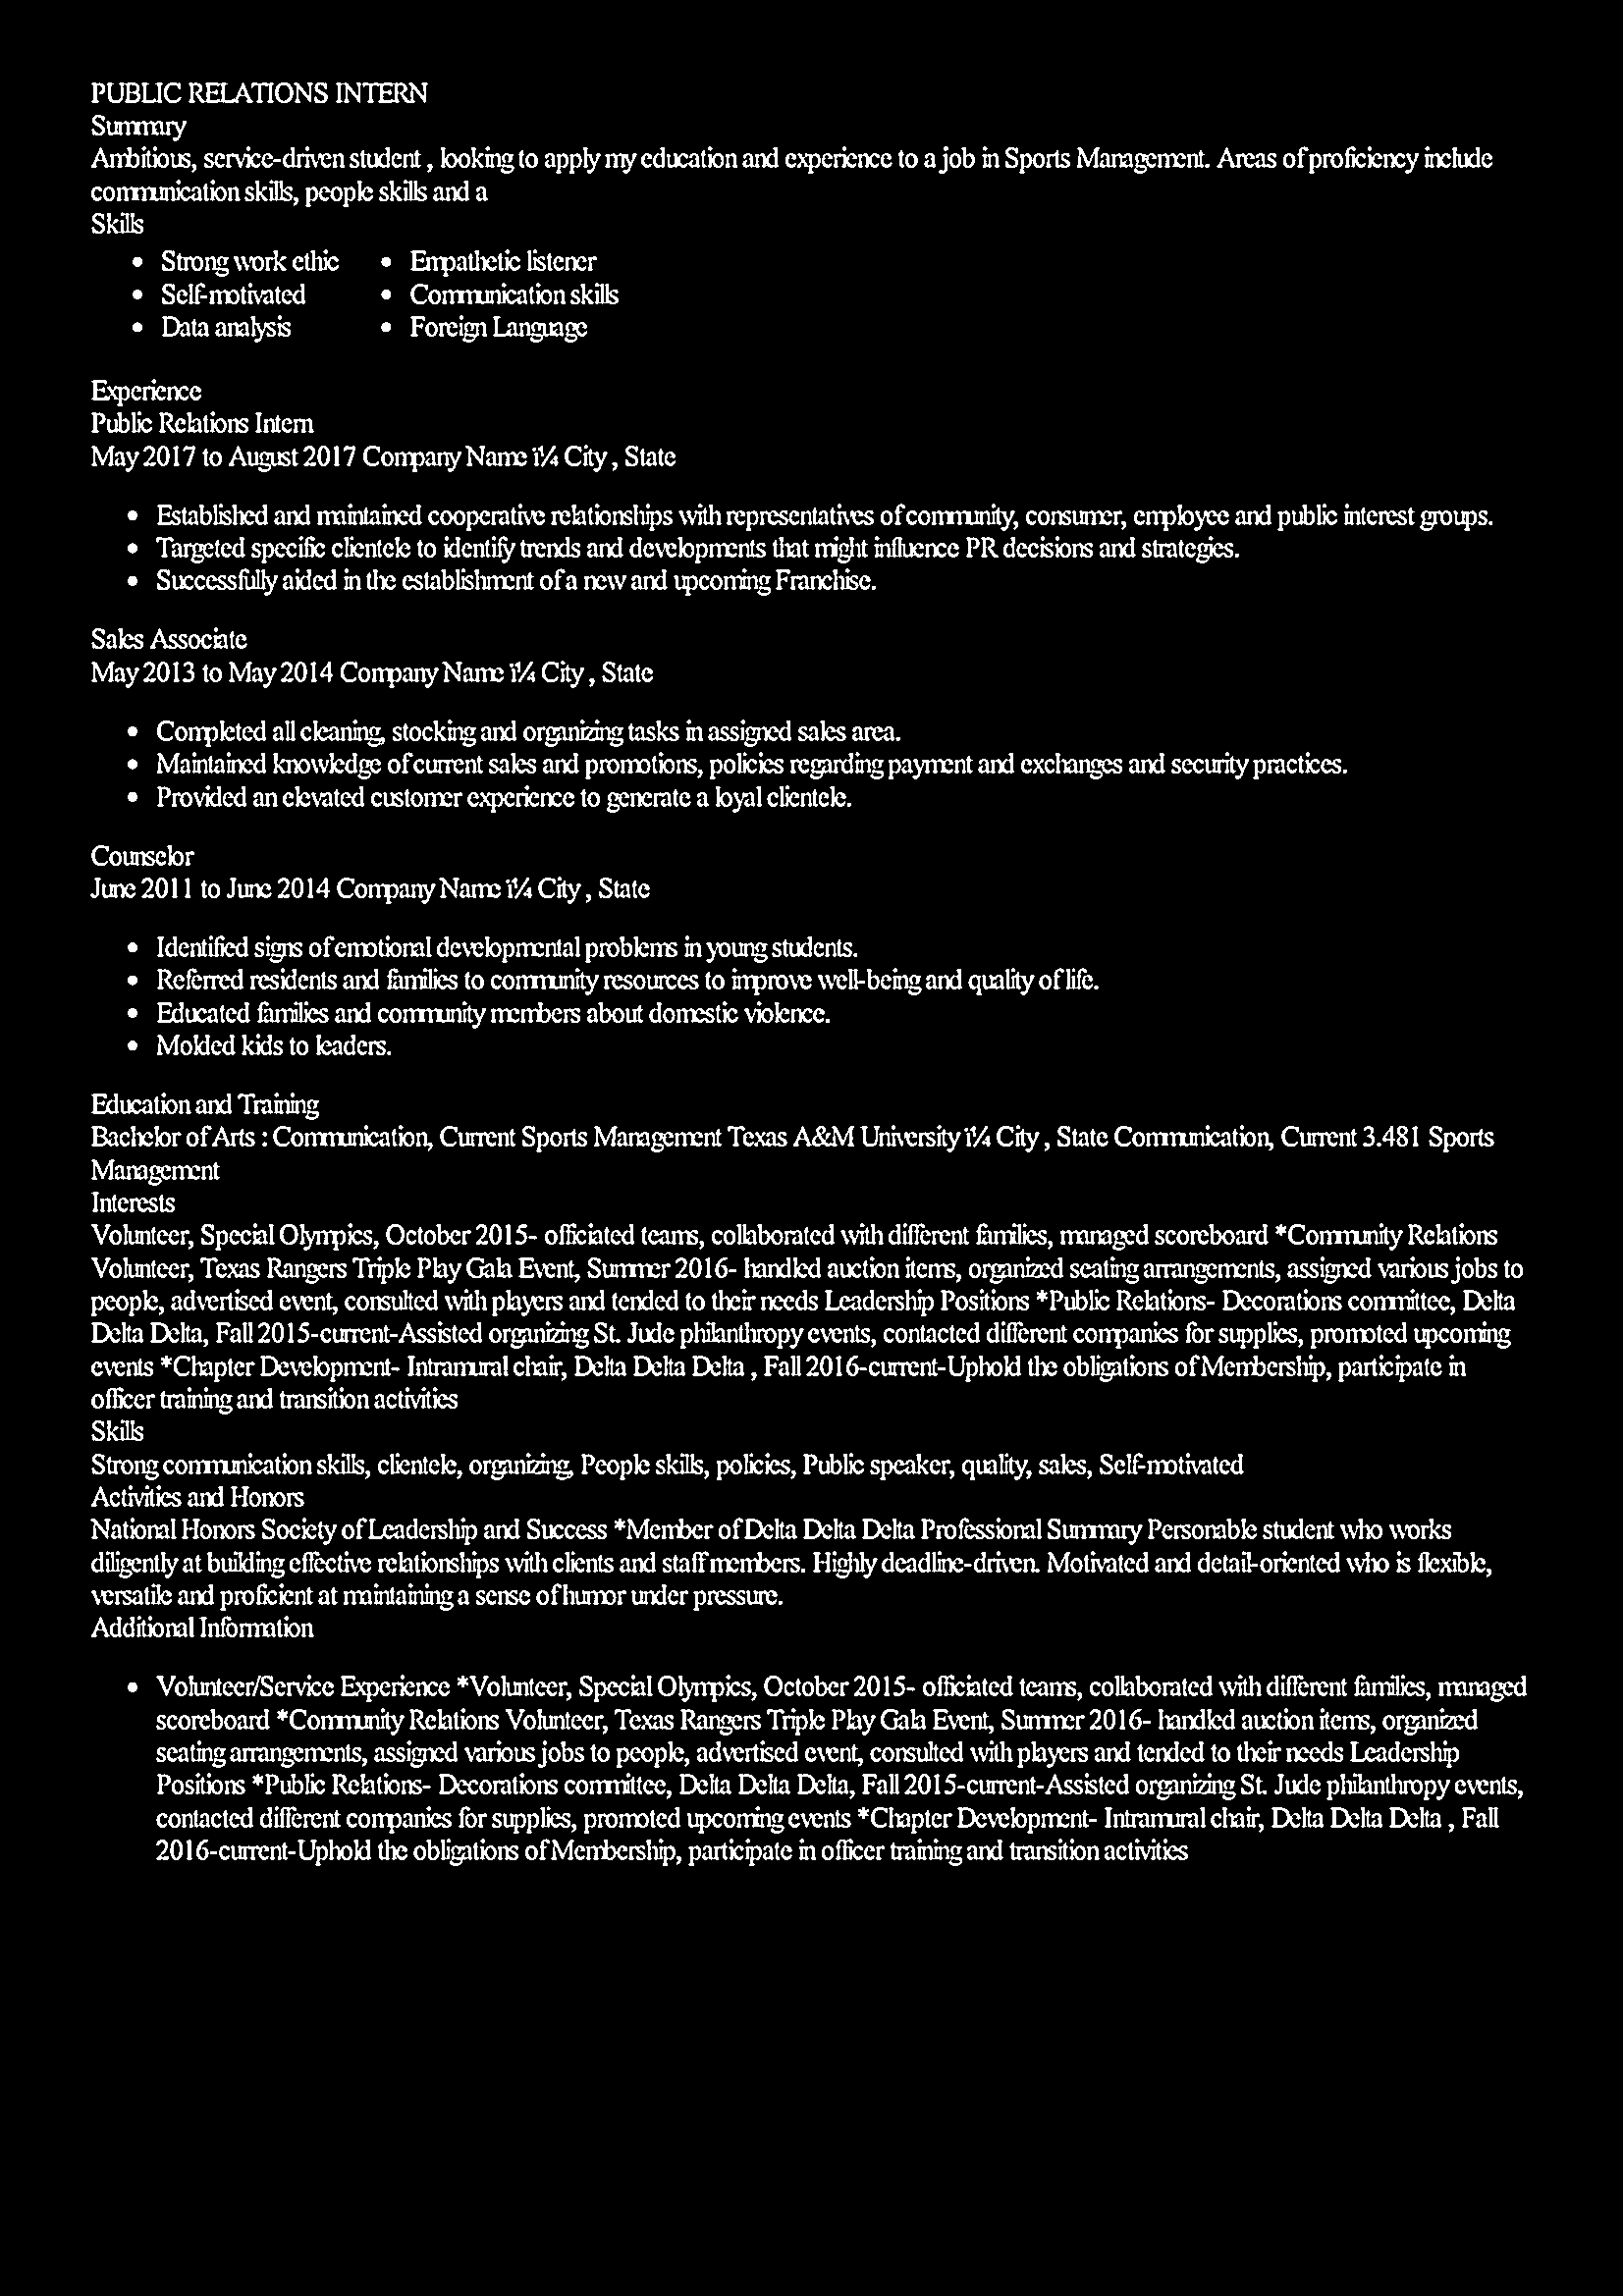 PUBLIC RELATIONS INTERN
Summary
Ambitious, service-driven student , looking to apply my education and experience to a job in Sports Management. Areas of proficiency include
communication skills, people skills and a
Skills
• Strong work ethic • Empathetic listener
• Self-motivated • Communication skills
• Data analysis • Foreign Language
Experience
Public Relations Intern
May 2017 to August 2017 Company Name ï¼ City , State
• Established and maintained cooperative relationships with representatives of community, consumer, employee and public interest groups.
• Targeted specific clientele to identify trends and developments that might influence PR decisions and strategies.
• Successfully aided in the establishment of a new and upcoming Franchise.
Sales Associate
May 2013 to May 2014 Company Name ï¼ City , State
• Completed all cleaning, stocking and organizing tasks in assigned sales area.
• Maintained knowledge of current sales and promotions, policies regarding payment and exchanges and security practices.
• Provided an elevated customer experience to generate a loyal clientele.
Counselor
June 2011 to June 2014 Company Name ï¼ City , State
• Identified signs of emotional developmental problems in young students.
• Referred residents and families to community resources to improve well-being and quality of life.
• Educated families and community members about domestic violence.
• Molded kids to leaders.
Education and Training
Bachelor of Arts : Communication, Current Sports Management Texas A&M University ï¼ City , State Communication, Current 3.481 Sports
Management
Interests
Volunteer, Special Olympics, October 2015- officiated teams, collaborated with different families, managed scoreboard *Community Relations
Volunteer, Texas Rangers Triple Play Gala Event, Summer 2016- handled auction items, organized seating arrangements, assigned various jobs to
people, advertised event, consulted with players and tended to their needs Leadership Positions *Public Relations- Decorations committee, Delta
Delta Delta, Fall 2015-current-Assisted organizing St. Jude philanthropy events, contacted different companies for supplies, promoted upcoming
events *Chapter Development- Intramural chair, Delta Delta Delta , Fall 2016-current-Uphold the obligations of Membership, participate in
officer training and transition activities
Skills
Strong communication skills, clientele, organizing, People skills, policies, Public speaker, quality, sales, Self-motivated
Activities and Honors
National Honors Society of Leadership and Success *Member of Delta Delta Delta Professional Summary Personable student who works
diligently at building effective relationships with clients and staff members. Highly deadline-driven. Motivated and detail-oriented who is flexible,
versatile and proficient at maintaining a sense of humor under pressure.
Additional Information
• Volunteer/Service Experience *Volunteer, Special Olympics, October 2015- officiated teams, collaborated with different families, managed
scoreboard *Community Relations Volunteer, Texas Rangers Triple Play Gala Event, Summer 2016- handled auction items, organized
seating arrangements, assigned various jobs to people, advertised event, consulted with players and tended to their needs Leadership
Positions *Public Relations- Decorations committee, Delta Delta Delta, Fall 2015-current-Assisted organizing St. Jude philanthropy events,
contacted different companies for supplies, promoted upcoming events *Chapter Development- Intramural chair, Delta Delta Delta , Fall
2016-current-Uphold the obligations of Membership, participate in officer training and transition activities